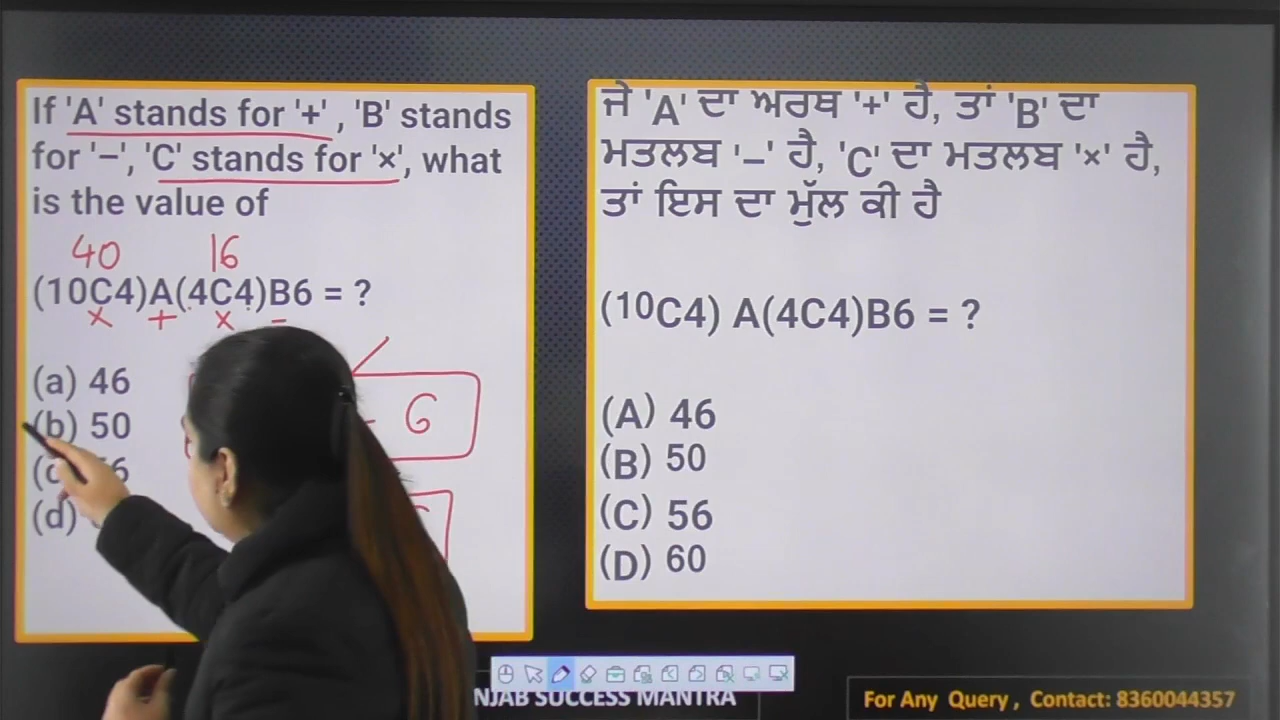 If 'A' stands for '+', 'B' stands
for '–', 'C' stands for '×', what
is the value of
40 16
(10C4)A(4C4)B6 = ?
× + × –
(a) 46
(b) 50
6
(d)
6
ਜੇ 'A' ਦਾ ਅਰਥ '+' ਹੈ, ਤਾਂ 'B' ਦਾ
ਮਤਲਬ '–' ਹੈ, 'C' ਦਾ ਮਤਲਬ '×' ਹੈ,
ਤਾਂ ਇਸ ਦਾ ਮੁੱਲ ਕੀ ਹੈ
(10C4) A(4C4)B6 = ?
(A) 46
(B) 50
(C) 56
(D) 60
NJAB SUCCESS MANTRA
For Any Query , Contact: 8360044357